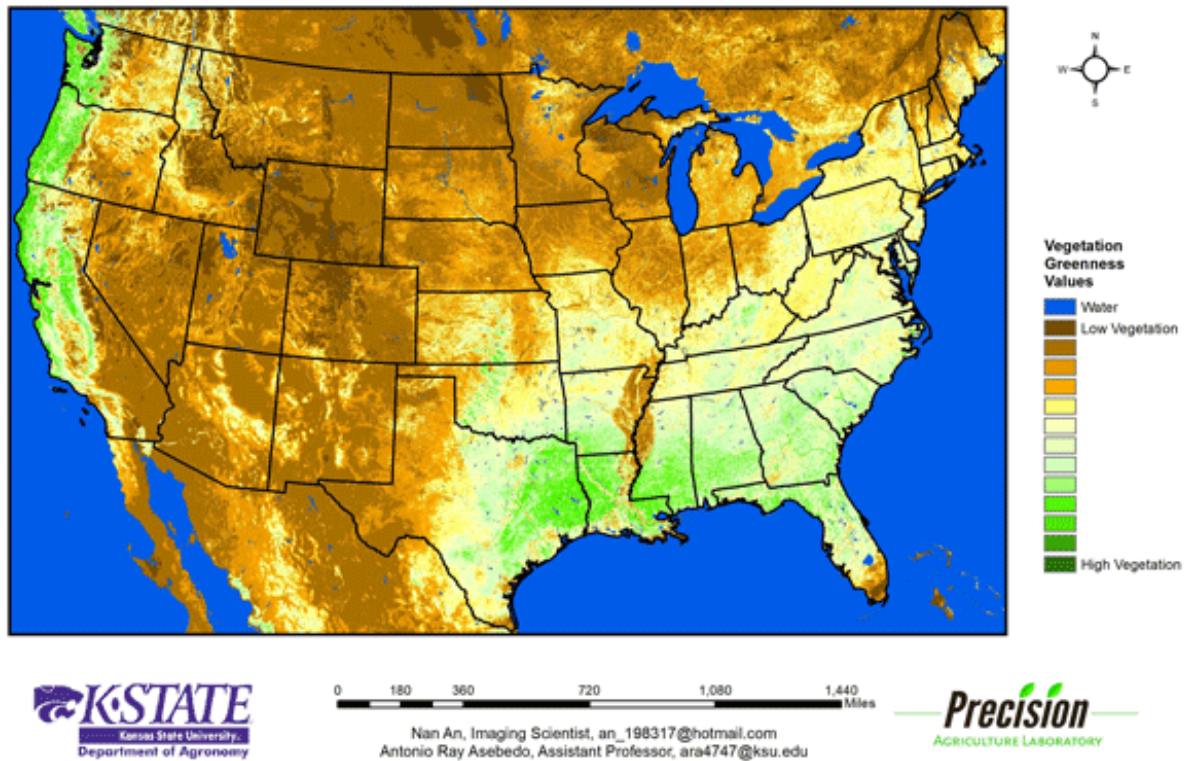 N
W E
S
Vegetation
Greenness
Values
Water
Low Vegetation
High Vegetation
K-STATE
Kansas State University.
Department of Agronomy
0 180 360 720 1,080 1,440
Miles
Nan An, Imaging Scientist, an_198317@hotmail.com
Antonio Ray Asebedo, Assistant Professor, ara4747@ksu.edu
Precision
AGRICULTURE LABORATORY